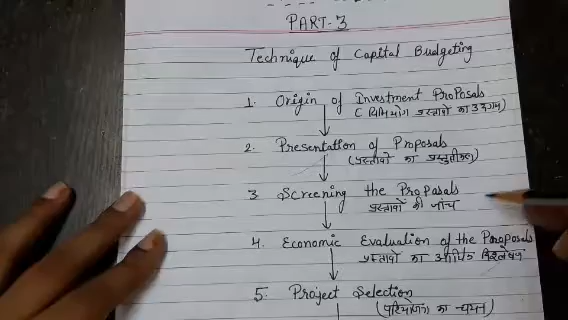 PART-3
Technique of Capital Budgeting
1. Origin of Investment Proposals
( विनियोग प्रस्तावों का उद्गम)
2. Presentation of Proposals
(प्रस्तावों का प्रस्तुतीकरण)
3 Screening the Proposals
प्रस्तावों की जांच
4. Economic Evaluation of the Proposals
प्रस्तावों का आर्थिक विश्लेषण
5. Project Selection
(परियोजना का चयन)